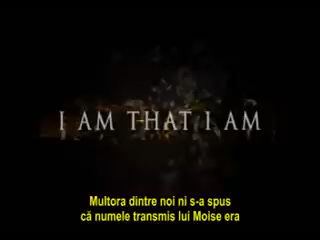 I AM THAT I AM
Multora dintre noi ni s-a spus
că numele transmis lui Moise era